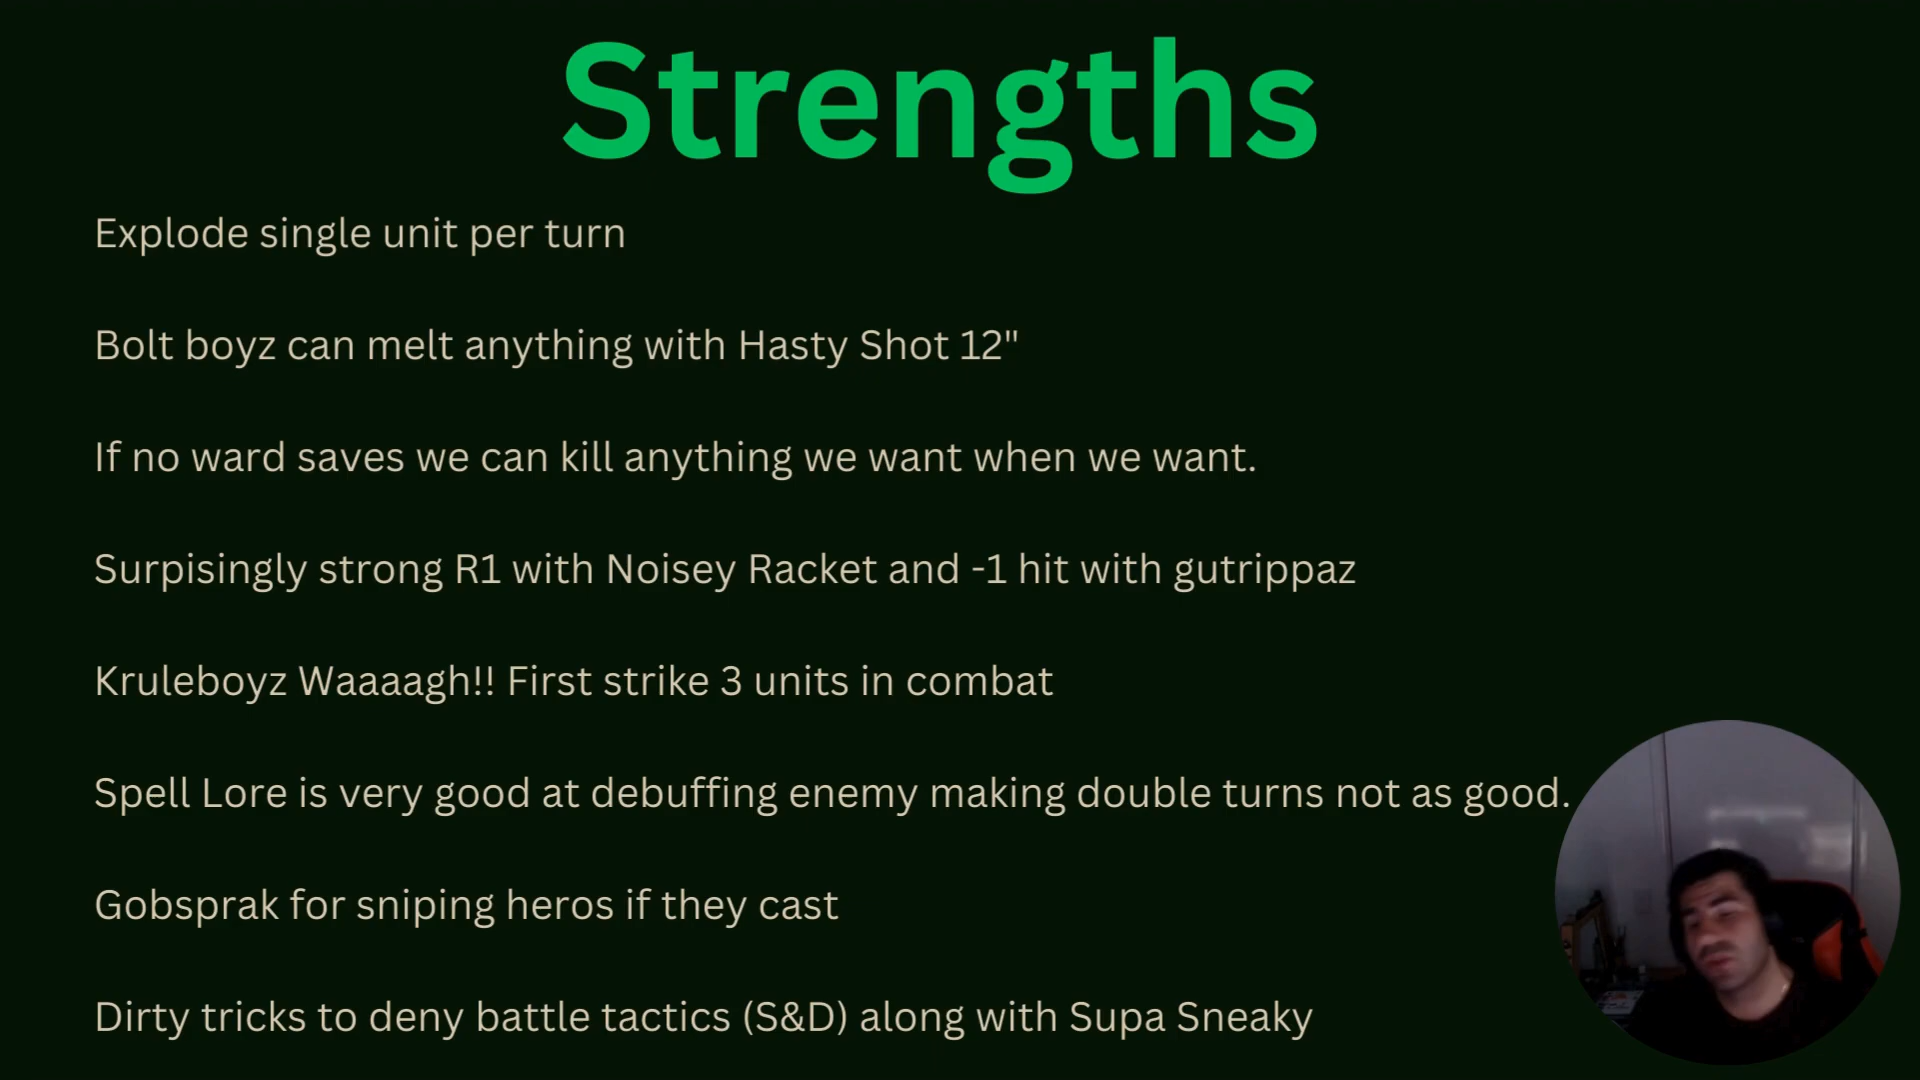 Strengths
Explode single unit per turn
Bolt boyz can melt anything with Hasty Shot 12"
If no ward saves we can kill anything we want when we want.
Surpisingly strong R1 with Noisey Racket and -1 hit with gutrippaz
Kruleboyz Waaaagh!! First strike 3 units in combat
Spell Lore is very good at debuffing enemy making double turns not as good.
Gobsprak for sniping heros if they cast
Dirty tricks to deny battle tactics (S&D) along with Supa Sneaky